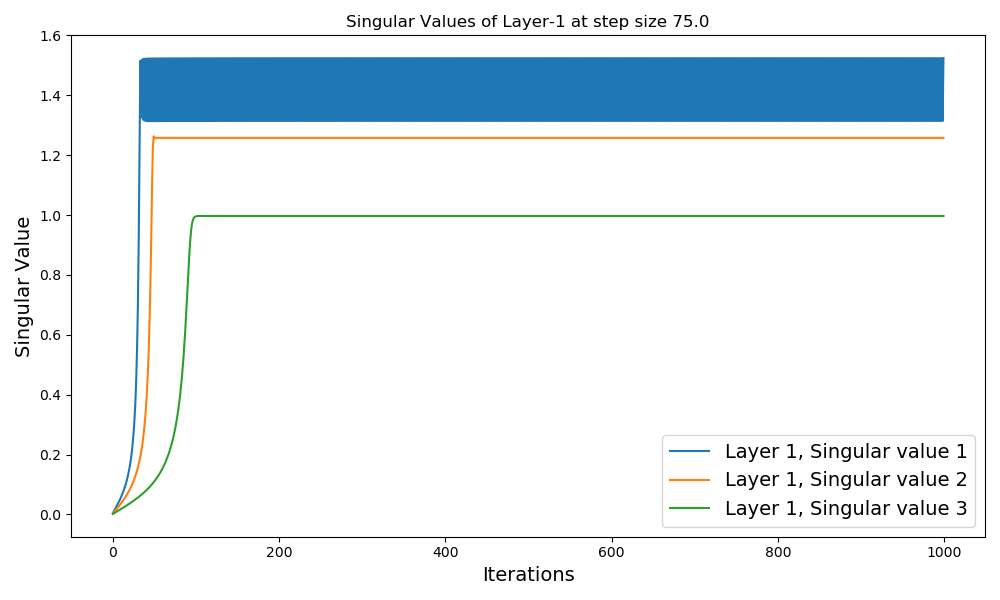 Singular Values of Layer-1 at step size 75.0
Singular Value
1.6
1.4
1.2
1.0
0.8
0.6
0.4
0.2
0.0
Layer 1, Singular value 1
Layer 1, Singular value 2
Layer 1, Singular value 3
0 200 400 600 800 1000
Iterations